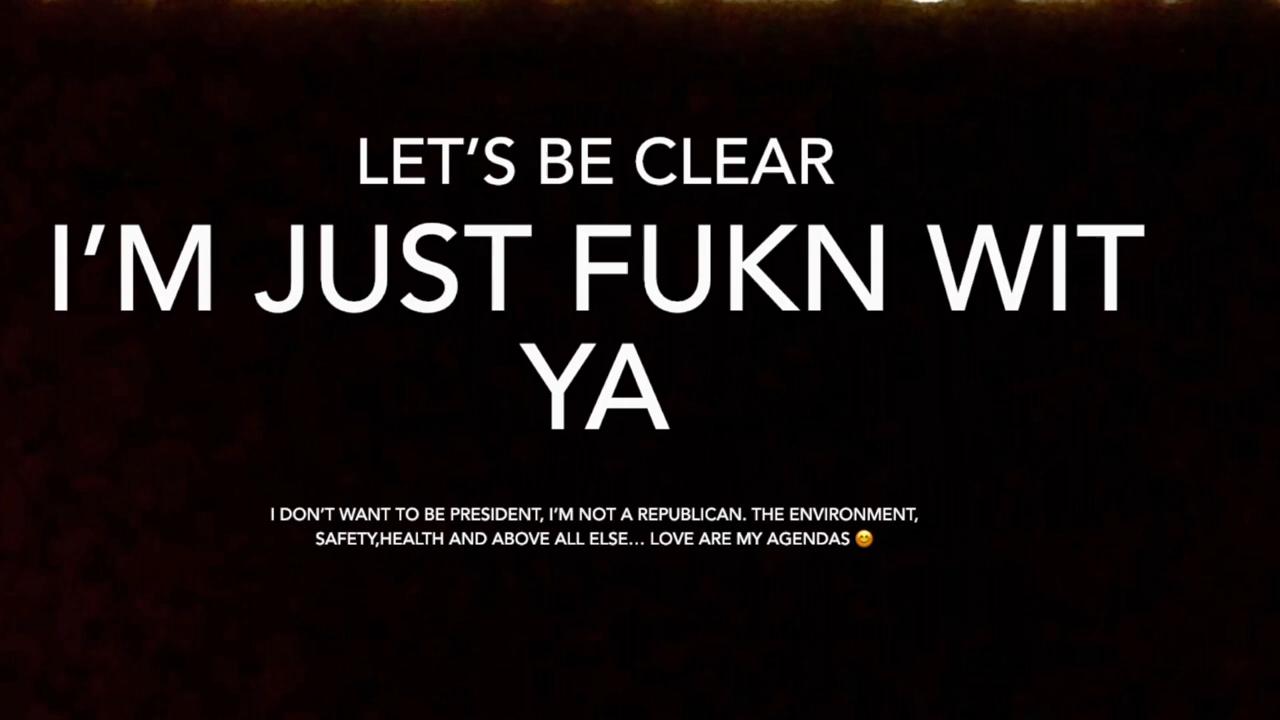 LET’S BE CLEAR
I’M JUST FUKN WIT
YA
I DON’T WANT TO BE PRESIDENT, I’M NOT A REPUBLICAN. THE ENVIRONMENT,
SAFETY,HEALTH AND ABOVE ALL ELSE… LOVE ARE MY AGENDAS 😊